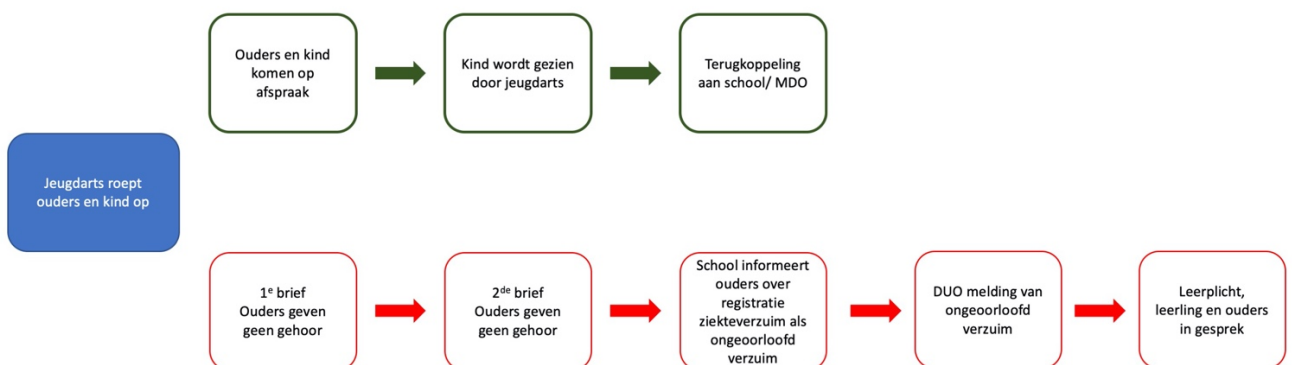 Ouders en kind
komen op
afspraak
Kind wordt gezien
door jeugdarts
Terugkoppeling
aan school/ MDO
Jeugdarts roept
ouders en kind op
1e brief
Ouders geven
geen gehoor
2de brief
Ouders geven
geen gehoor
School informeert
ouders over
registratie
ziekteverzuim als
ongeoorloofd
verzuim
DUO melding van
ongeoorloofd
verzuim
Leerplicht,
leerling en ouders
in gesprek